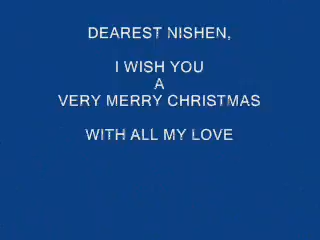 DEAREST NISHEN,
I WISH YOU
A
VERY MERRY CHRISTMAS
WITH ALL MY LOVE